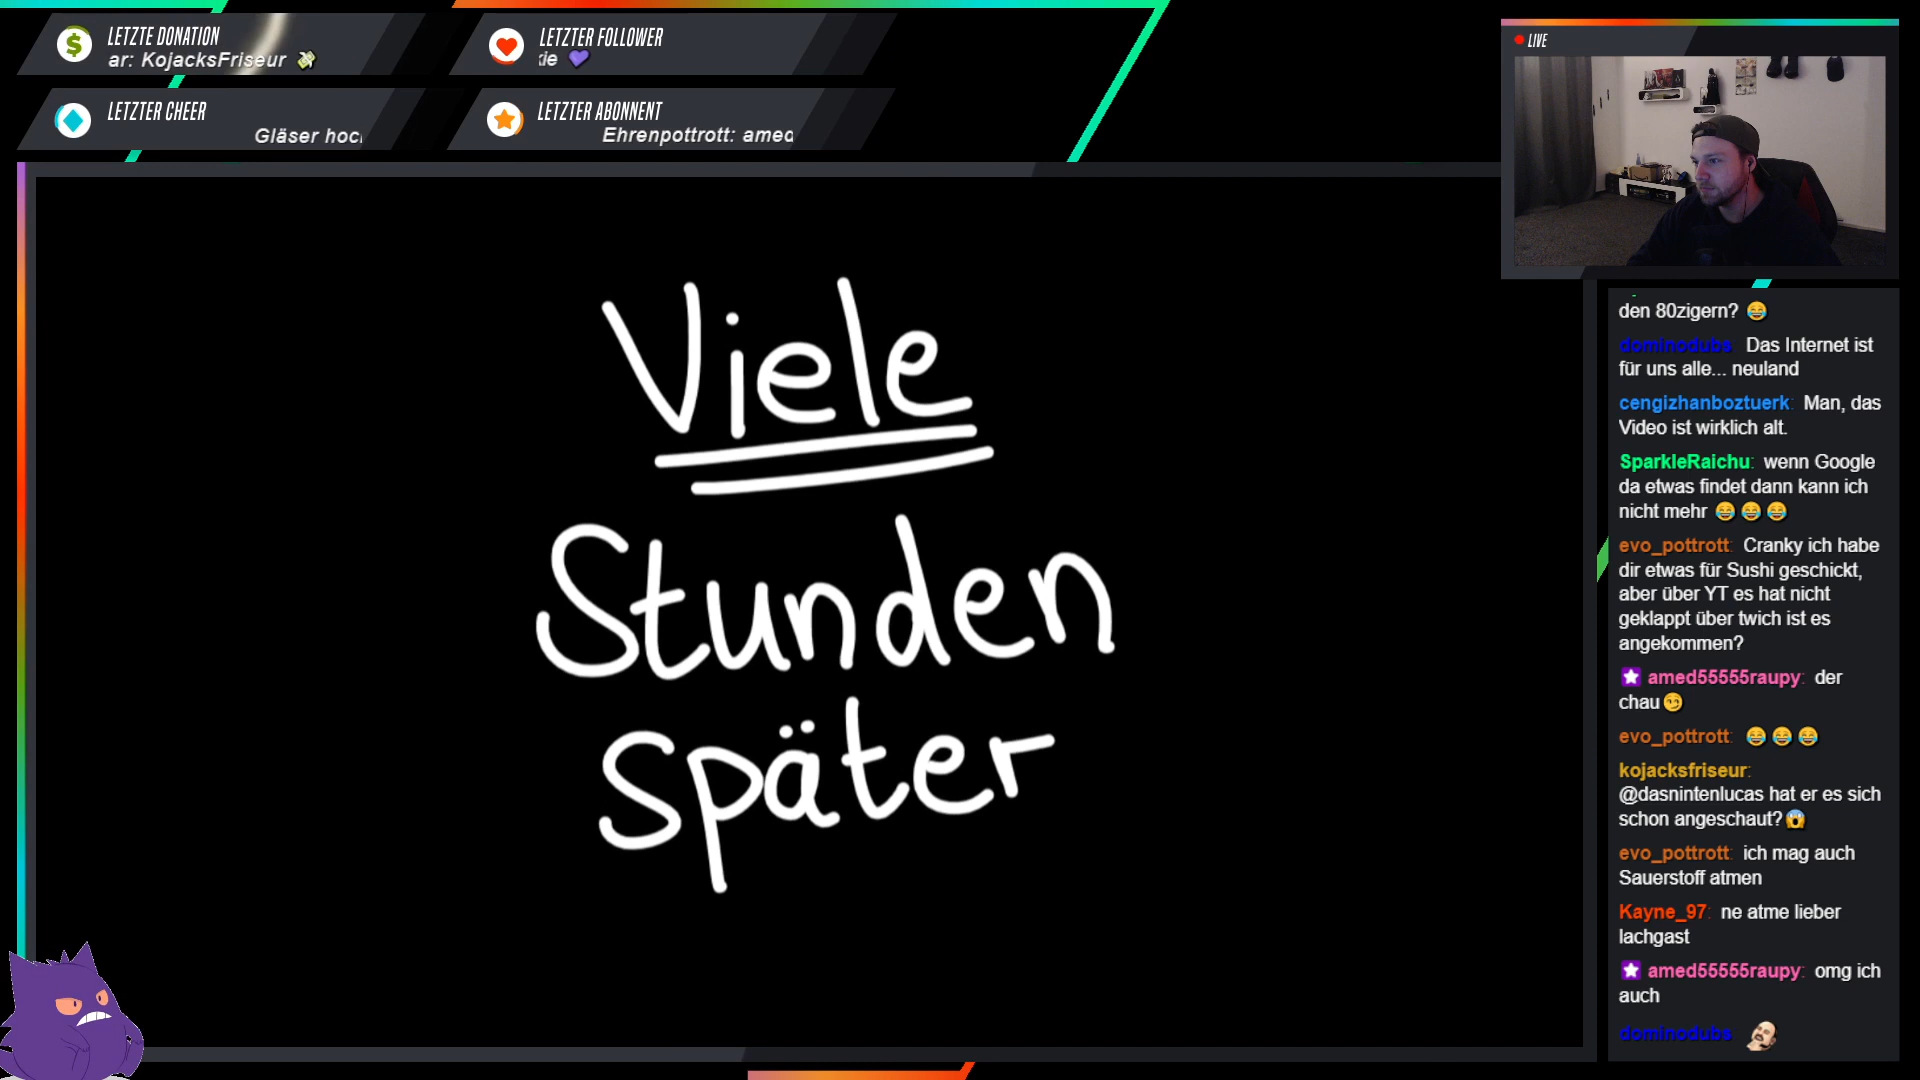 LETZTE DONATION
ar: KojacksFriseur
LETZTER FOLLOWER
kie
LETZTER CHEER
Gläser hoch
LETZTER ABONNENT
Ehrenpottrott: amed
LIVE
Viele
Stunden
später
den 80zigern? 😂
dominodubs Das Internet ist
für uns alle... neuland
cengizhanboztuerk: Man, das
Video ist wirklich alt.
SparkleRaichu: wenn Google
da etwas findet dann kann ich
nicht mehr 😂 😂 😂
evo_pottrott: Cranky ich habe
dir etwas für Sushi geschickt,
aber über YT es hat nicht
geklappt über twich ist es
angekommen?
amed55555raupy: der
chau😏
evo_pottrott: 😂 😂 😂
kojacksfriseur:
@dasnintenlucas hat er es sich
schon angeschaut?😱
evo_pottrott: ich mag auch
Sauerstoff atmen
Kayne_97: ne atme lieber
lachgast
amed55555raupy: omg ich
auch
dominodubs